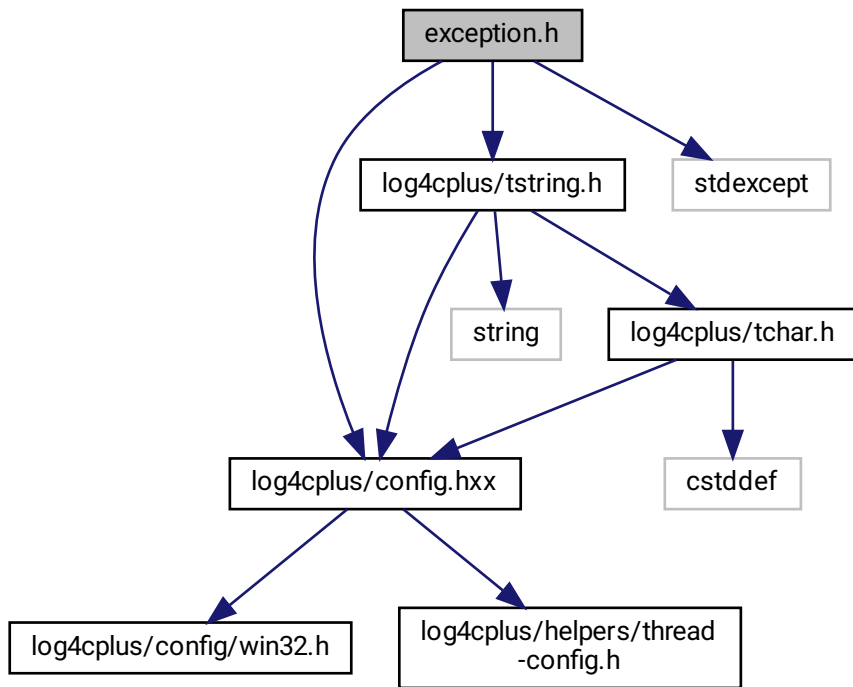 exception.h
log4cplus/tstring.h
stdexcept
string
log4cplus/tchar.h
log4cplus/config.hxx
cstddef
log4cplus/config/win32.h
log4cplus/helpers/thread
-config.h